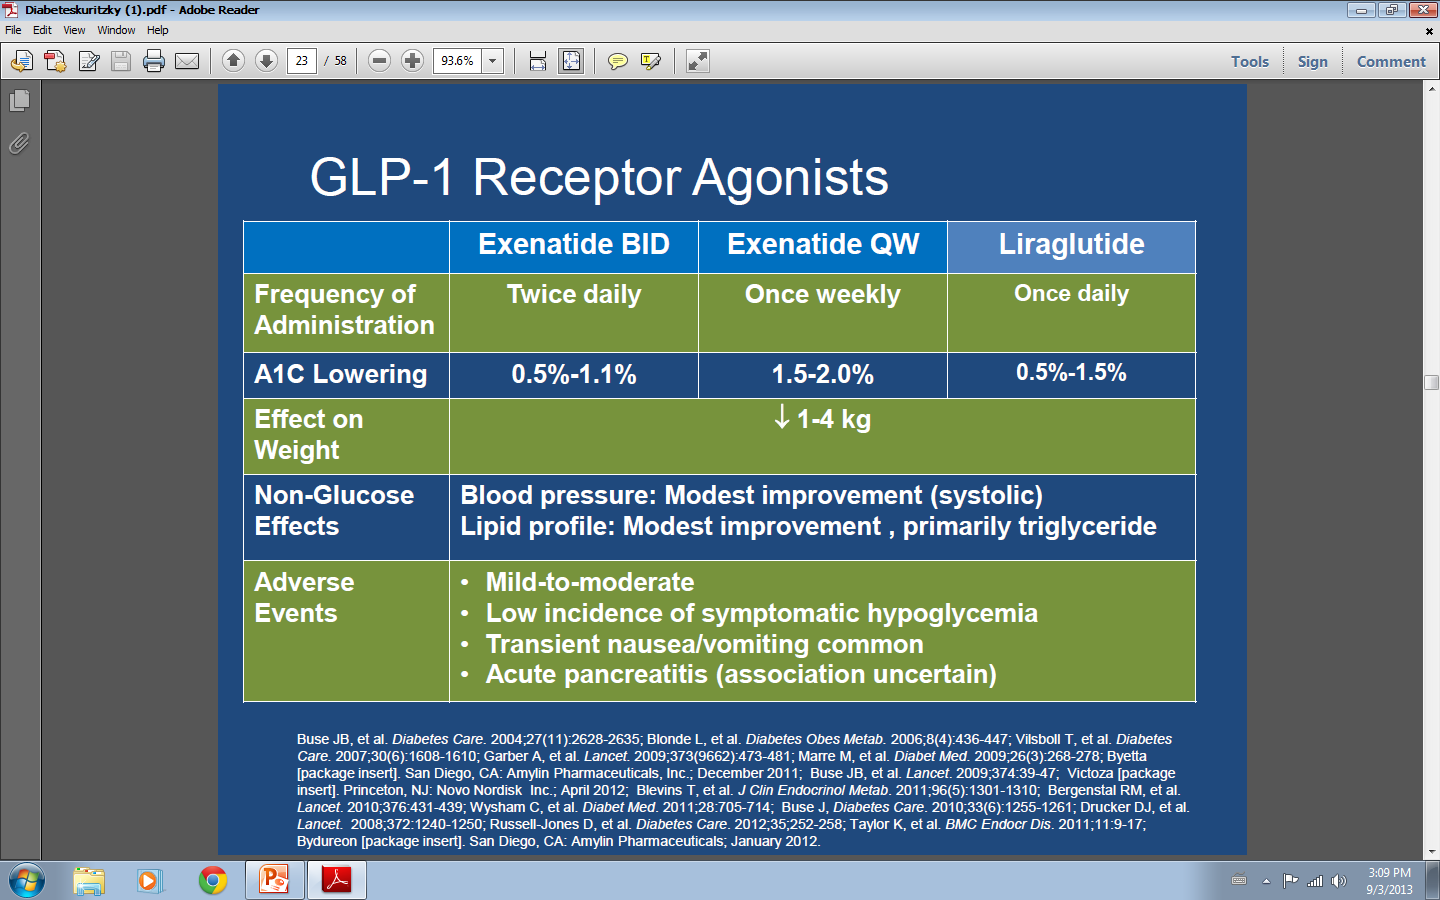 Diabeteskuritzky (1).pdf - Adobe Reader
File Edit View Window Help
23 / 58 93.6% Tools Sign Comment
GLP-1 Receptor Agonists
Exenatide BID Exenatide QW Liraglutide
Frequency of Administration Twice daily Once weekly Once daily
A1C Lowering 0.5%-1.1% 1.5-2.0% 0.5%-1.5%
Effect on Weight ↓ 1-4 kg
Non-Glucose Effects
Blood pressure: Modest improvement (systolic)
Lipid profile: Modest improvement , primarily triglyceride
Adverse Events
• Mild-to-moderate
• Low incidence of symptomatic hypoglycemia
• Transient nausea/vomiting common
• Acute pancreatitis (association uncertain)
Buse JB, et al. Diabetes Care. 2004;27(11):2628-2635; Blonde L, et al. Diabetes Obes Metab. 2006;8(4):436-447; Vilsboll T, et al. Diabetes
Care. 2007;30(6):1608-1610; Garber A, et al. Lancet. 2009;373(9662):473-481; Marre M, et al. Diabet Med. 2009;26(3):268-278; Byetta
[package insert]. San Diego, CA: Amylin Pharmaceuticals, Inc.; December 2011; Buse JB, et al. Lancet. 2009;374:39-47; Victoza [package
insert]. Princeton, NJ: Novo Nordisk Inc.; April 2012; Blevins T, et al. J Clin Endocrinol Metab. 2011;96(5):1301-1310; Bergenstal RM, et al.
Lancet. 2010;376:431-439; Wysham C, et al. Diabet Med. 2011;28:705-714; Buse J, Diabetes Care. 2010;33(6):1255-1261; Drucker DJ, et al.
Lancet. 2008;372:1240-1250; Russell-Jones D, et al. Diabetes Care. 2012;35;252-258; Taylor K, et al. BMC Endocr Dis. 2011;11:9-17;
Bydureon [package insert]. San Diego, CA: Amylin Pharmaceuticals; January 2012.
3:09 PM
9/3/2013